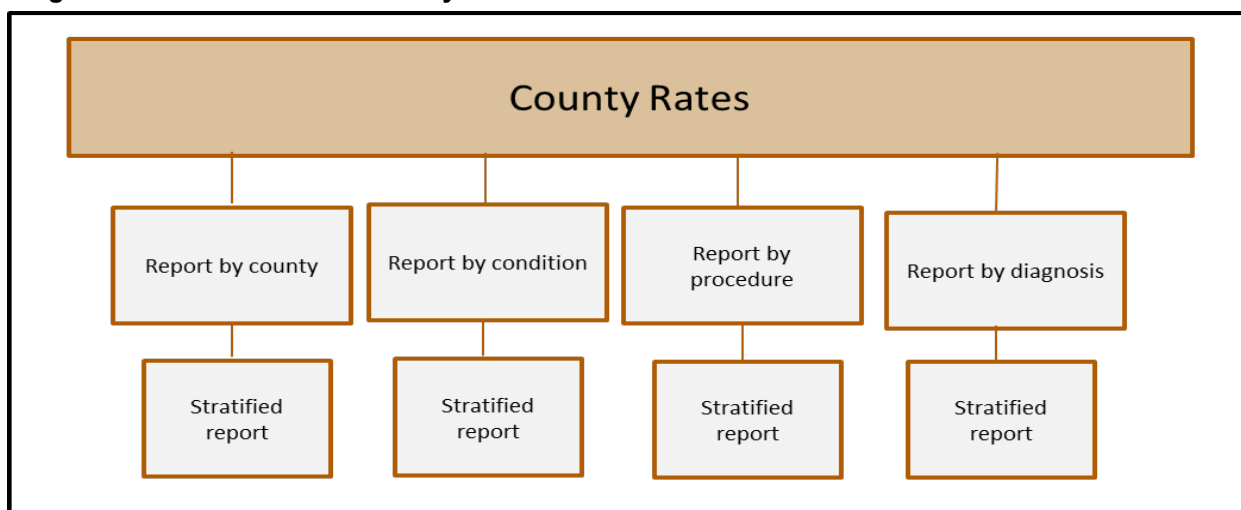 County Rates
Report by county
Report by condition
Report by
procedure
Report by diagnosis
Stratified
report
Stratified
report
Stratified
report
Stratified
report